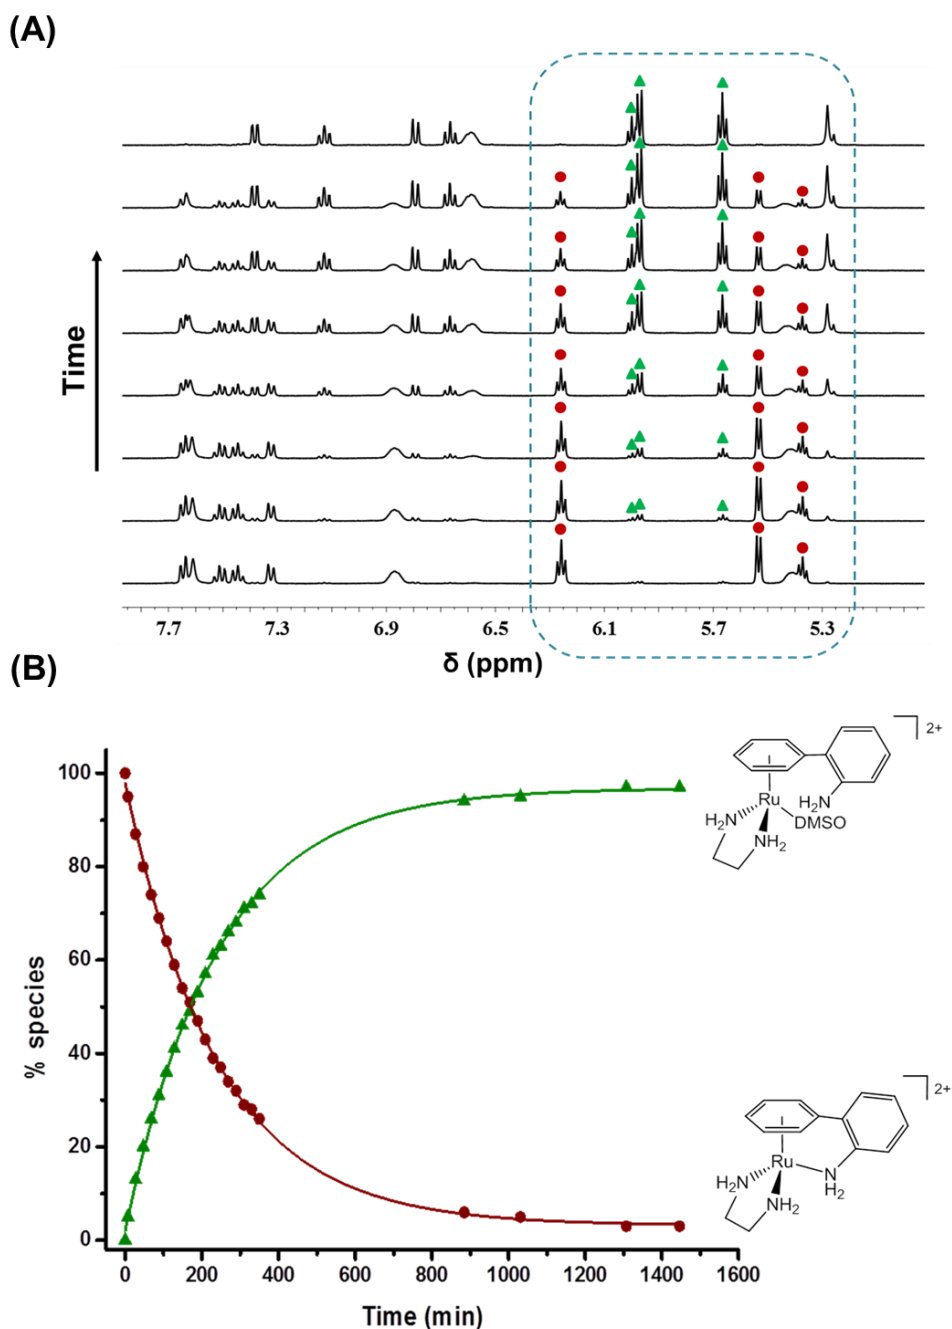 (A)
Time
7.7 7.3 6.9 6.5 6.1 5.7 5.3
δ (ppm)
(B)
% species
100
80
60
40
20
0
0 200 400 600 800 1000 1200 1400 1600
Time (min)
2+
Ru
H₂N
H₂N
DMSO
NH₂
2+
Ru
H₂N
N
H₂
NH₂